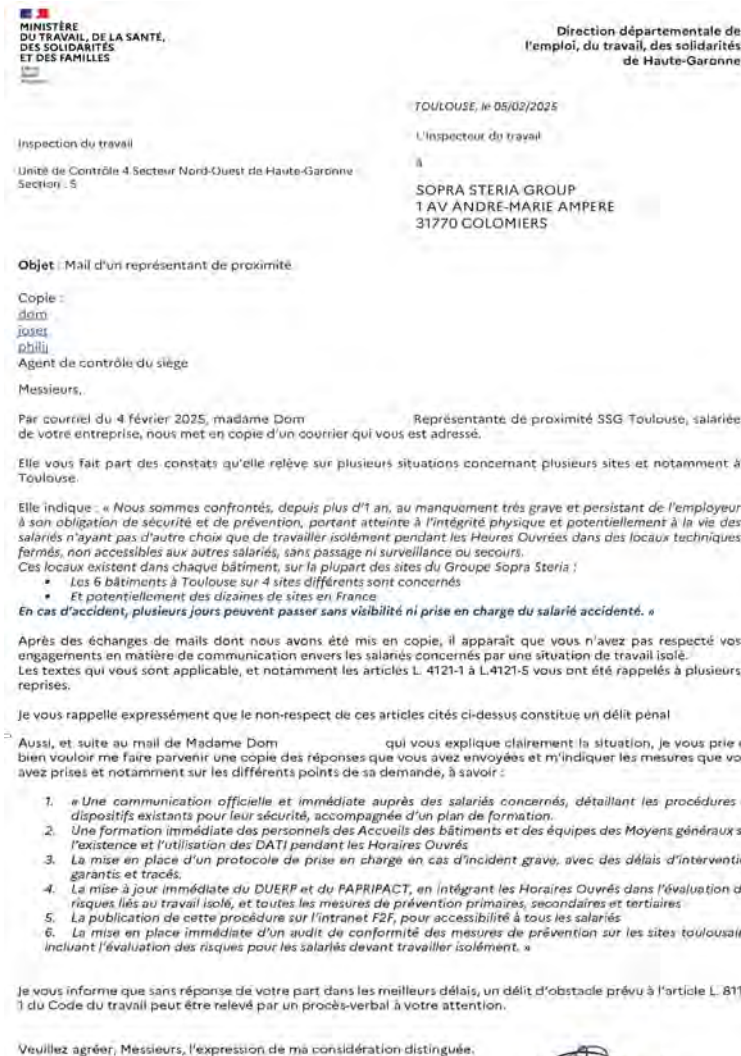 MINISTÈRE
DU TRAVAIL, DE LA SANTÉ,
DES SOLIDARITÉS
ET DES FAMILLES
Direction départementale de
l'emploi, du travail, des solidarités
de Haute-Garonne
TOULOUSE, le 05/02/2025
Inspection du travail
L'Inspecteur du travail
Unité de Contrôle 4 Secteur Nord-Ouest de Haute-Garonne
à
Section : 5
SOPRA STERIA GROUP
1 AV ANDRE-MARIE AMPERE
31770 COLOMIERS
Objet : Mail d'un représentant de proximité
Copie :
dom
joset
philij
Agent de contrôle du siège
Messieurs,
Par courriel du 4 février 2025, madame Dom Représentante de proximité SSG Toulouse, salariée
de votre entreprise, nous met en copie d'un courrier qui vous est adressé.
Elle vous fait part des constats qu'elle relève sur plusieurs situations concernant plusieurs sites et notamment à
Toulouse.
Elle indique : « Nous sommes confrontés, depuis plus d'1 an, au manquement très grave et persistant de l'employeur
à son obligation de sécurité et de prévention, portant atteinte à l'intégrité physique et potentiellement à la vie des
salariés n'ayant pas d'autre choix que de travailler isolément pendant les Heures Ouvrées dans des locaux techniques
fermés, non accessibles aux autres salariés, sans passage ni surveillance ou secours.
Ces locaux existent dans chaque bâtiment, sur la plupart des sites du Groupe Sopra Steria :
• Les 6 bâtiments à Toulouse sur 4 sites différents sont concernés
• Et potentiellement des dizaines de sites en France
En cas d'accident, plusieurs jours peuvent passer sans visibilité ni prise en charge du salarié accidenté. »
Après des échanges de mails dont nous avons été mis en copie, il apparaît que vous n'avez pas respecté vos
engagements en matière de communication envers les salariés concernés par une situation de travail isolé.
Les textes qui vous sont applicable, et notamment les articles L. 4121-1 à L.4121-5 vous ont été rappelés à plusieurs
reprises.
Je vous rappelle expressément que le non-respect de ces articles cités ci-dessus constitue un délit pénal
Aussi, et suite au mail de Madame Dom qui vous explique clairement la situation, je vous prie
bien vouloir me faire parvenir une copie des réponses que vous avez envoyées et m'indiquer les mesures que vo
avez prises et notamment sur les différents points de sa demande, à savoir :
1. « Une communication officielle et immédiate auprès des salariés concernés, détaillant les procédures
dispositifs existants pour leur sécurité, accompagnée d'un plan de formation.
2. Une formation immédiate des personnels des Accueils des bâtiments et des équipes des Moyens généraux s
l'existence et l'utilisation des DATI pendant les Horaires Ouvrés
3. La mise en place d'un protocole de prise en charge en cas d'incident grave, avec des délais d'interventi
garantis et tracés.
4. La mise à jour immédiate du DUERP et du PAPRIPACT, en intégrant les Horaires Ouvrés dans l'évaluation d
risques liés au travail isolé, et toutes les mesures de prévention primaires, secondaires et tertiaires
5. La publication de cette procédure sur l'intranet F2F, pour accessibilité à tous les salariés
6. La mise en place immédiate d'un audit de conformité des mesures de prévention sur les sites toulousain
incluant l'évaluation des risques pour les salariés devant travailler isolément. »
Je vous informe que sans réponse de votre part dans les meilleurs délais, un délit d'obstacle prévu à l'article L. 811
1 du Code du travail peut être relevé par un procès-verbal à votre attention.
Veuillez agréer, Messieurs, l'expression de ma considération distinguée.